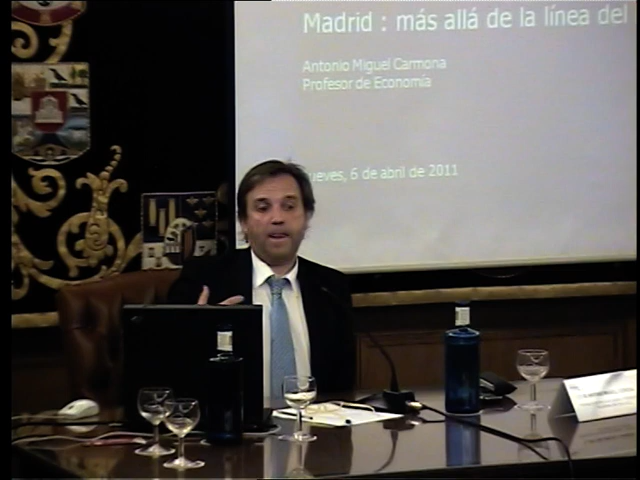 Madrid : más allá de la línea del
Antonio Miguel Carmona
Profesor de Economía
ueves, 6 de abril de 2011